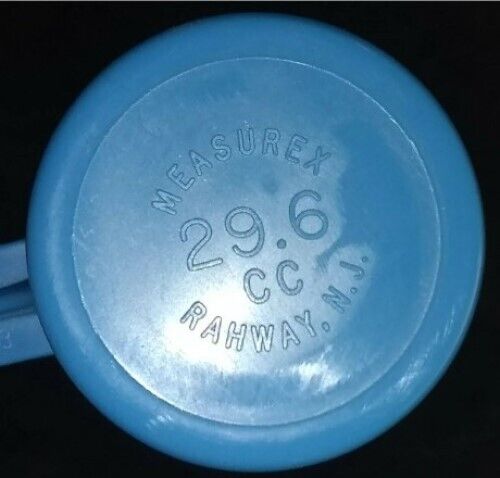 MEASUREX
29.6
CC
RAHWAY, N.J.